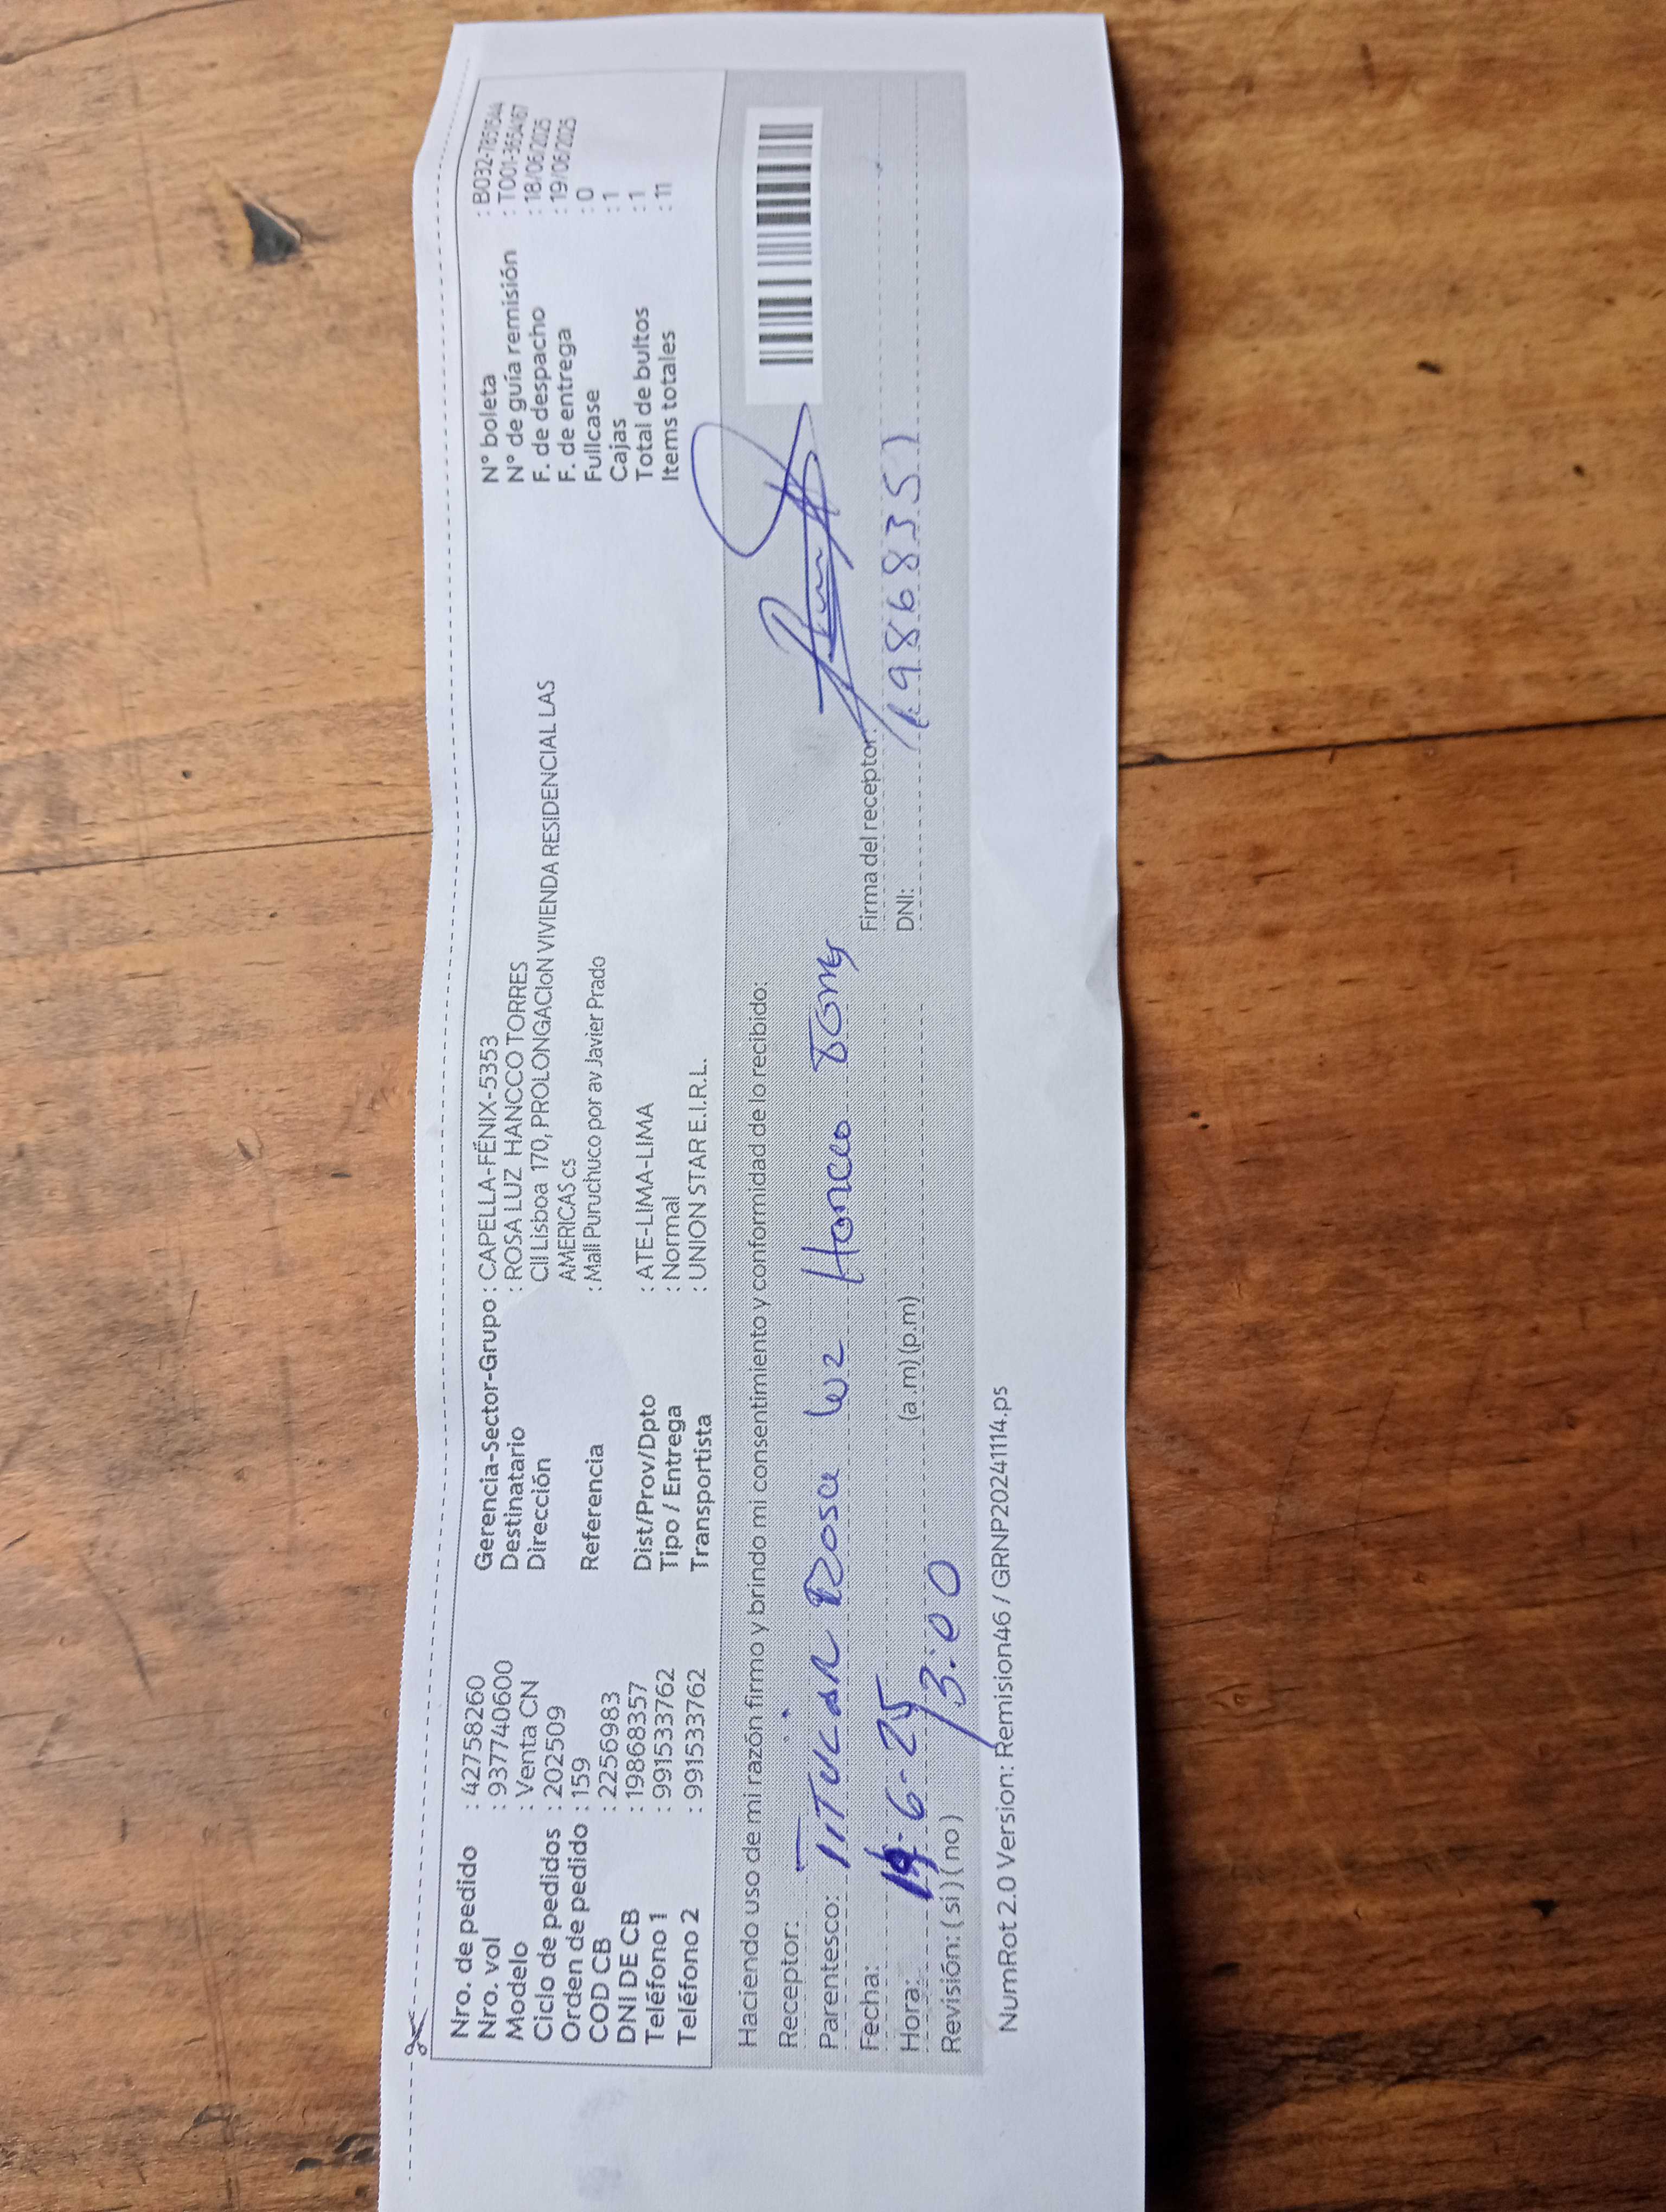 Nro. de pedido : 42758260
Nro. vol : 937740600
Modelo : Venta CN
Ciclo de pedidos : 202509
Orden de pedido : 159
COD CB : 2256983
DNI DE CB : 19868357
Teléfono 1 : 991533762
Teléfono 2 : 991533762
Gerencia-Sector-Grupo : CAPELLA-FÉNIX-5353
Destinatario : ROSA LUZ HANCCO TORRES
Dirección Cll Lisboa 170, PROLONGACIoN VIVIENDA RESIDENCIAL LAS
AMERICAS cs
Referencia : Mall Puruchuco por av Javier Prado
Dist/Prov/Dpto : ATE-LIMA-LIMA
Tipo / Entrega : Normal
Transportista : UNION STAR E.I.R.L.
N° boleta : B032-
N° de guía remisión : T001-3554167
F. de despacho : 18/06/2025
F. de entrega : 19/06/2025
Fullcase : 0
Cajas : 1
Total de bultos : 1
Items totales : 11
Haciendo uso de mi razón firmo y brindo mi consentimiento y conformidad de lo recibido:
Receptor:
Parentesco: TITULAR Rosa Luz Hancco
Fecha: -6-25
Hora: 3:00 (a.m) (p.m)
Revisión: ( si ) ( no )
Firma del receptor:
DNI: 1986835
NumRot 2.0 Version: Remision46 / GRNP20241114.ps